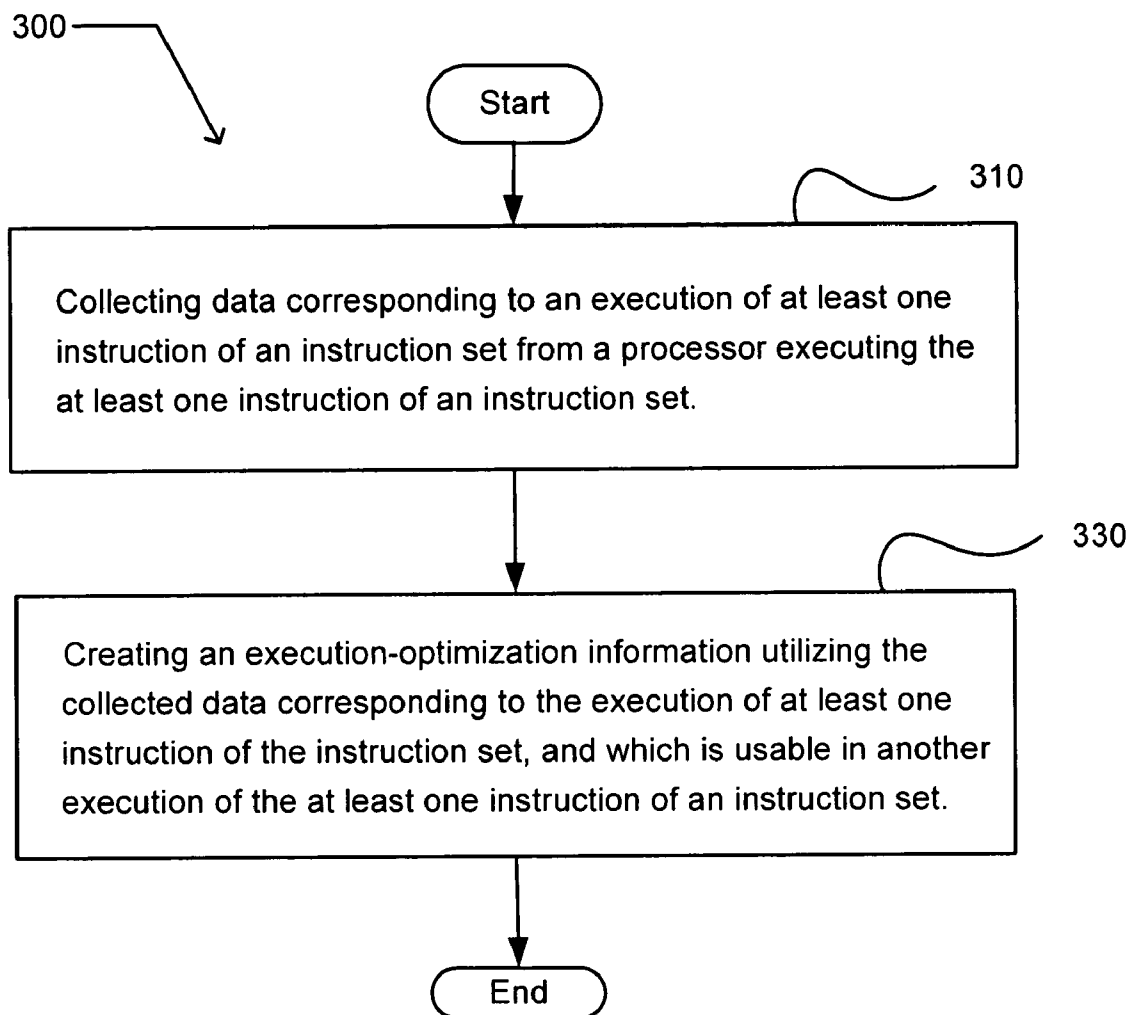 300
Start
310
Collecting data corresponding to an execution of at least one
instruction of an instruction set from a processor executing the
at least one instruction of an instruction set.
330
Creating an execution-optimization information utilizing the
collected data corresponding to the execution of at least one
instruction of the instruction set, and which is usable in another
execution of the at least one instruction of an instruction set.
End